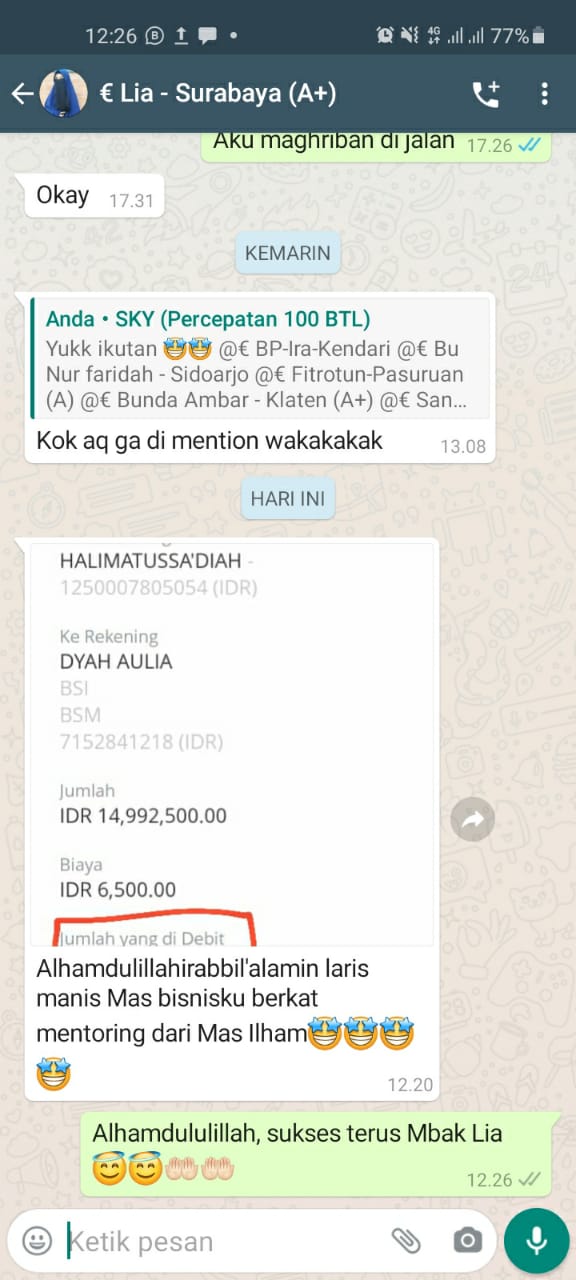 12:26 77%
€ Lia - Surabaya (A+)
Aku maghriban di jalan 17.26
Okay 17.31
KEMARIN
Anda • SKY (Percepatan 100 BTL)
Yukk ikutan 🤩🤩 @€ BP-Ira-Kendari @€ Bu
Nur faridah - Sidoarjo @€ Fitrotun-Pasuruan
(A) @€ Bunda Ambar - Klaten (A+) @€ San...
Kok aq ga di mention wakakakak 13.08
HARI INI
HALIMATUSSA'DIAH -
1250007805054 (IDR)
Ke Rekening
DYAH AULIA
BSI
BSM
7152841218 (IDR)
Jumlah
IDR 14,992,500.00
Biaya
IDR 6,500.00
Jumlah yang di Debit
Alhamdulillahirabbil'alamin laris
manis Mas bisnisku berkat
mentoring dari Mas Ilham🤩🤩🤩
🤩 12.20
Alhamdululillah, sukses terus Mbak Lia
😇😇🤲🏻🤲🏻 12.26
Ketik pesan